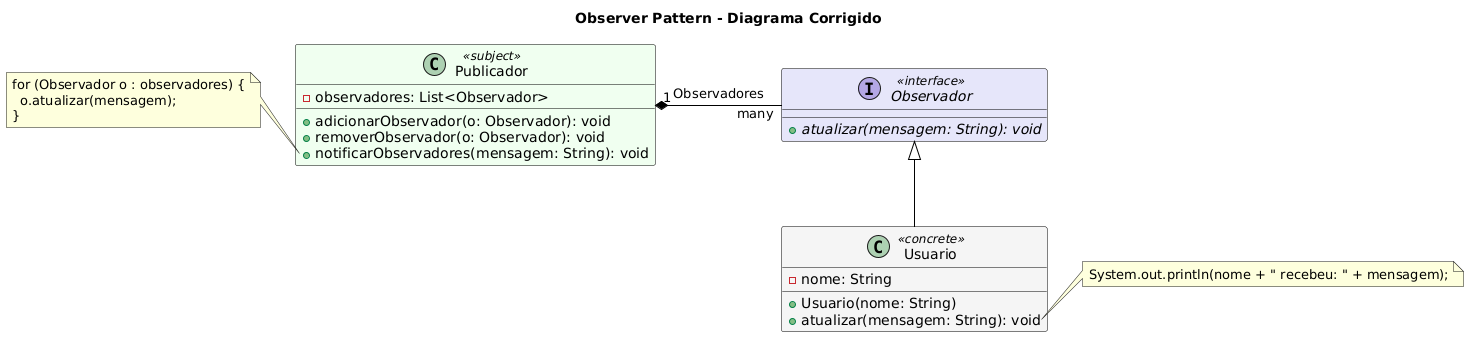 Observer Pattern - Diagrama Corrigido
for (Observador o : observadores) {
o.atualizar(mensagem);
}
C «subject»
Publicador
observadores: List<Observador>
adicionarObservador(o: Observador): void
removerObservador(o: Observador): void
notificarObservadores(mensagem: String): void
1 Observadores
many
I «interface»
Observador
atualizar(mensagem: String): void
C «concrete»
Usuario
nome: String
Usuario(nome: String)
atualizar(mensagem: String): void
System.out.println(nome + " recebeu: " + mensagem);